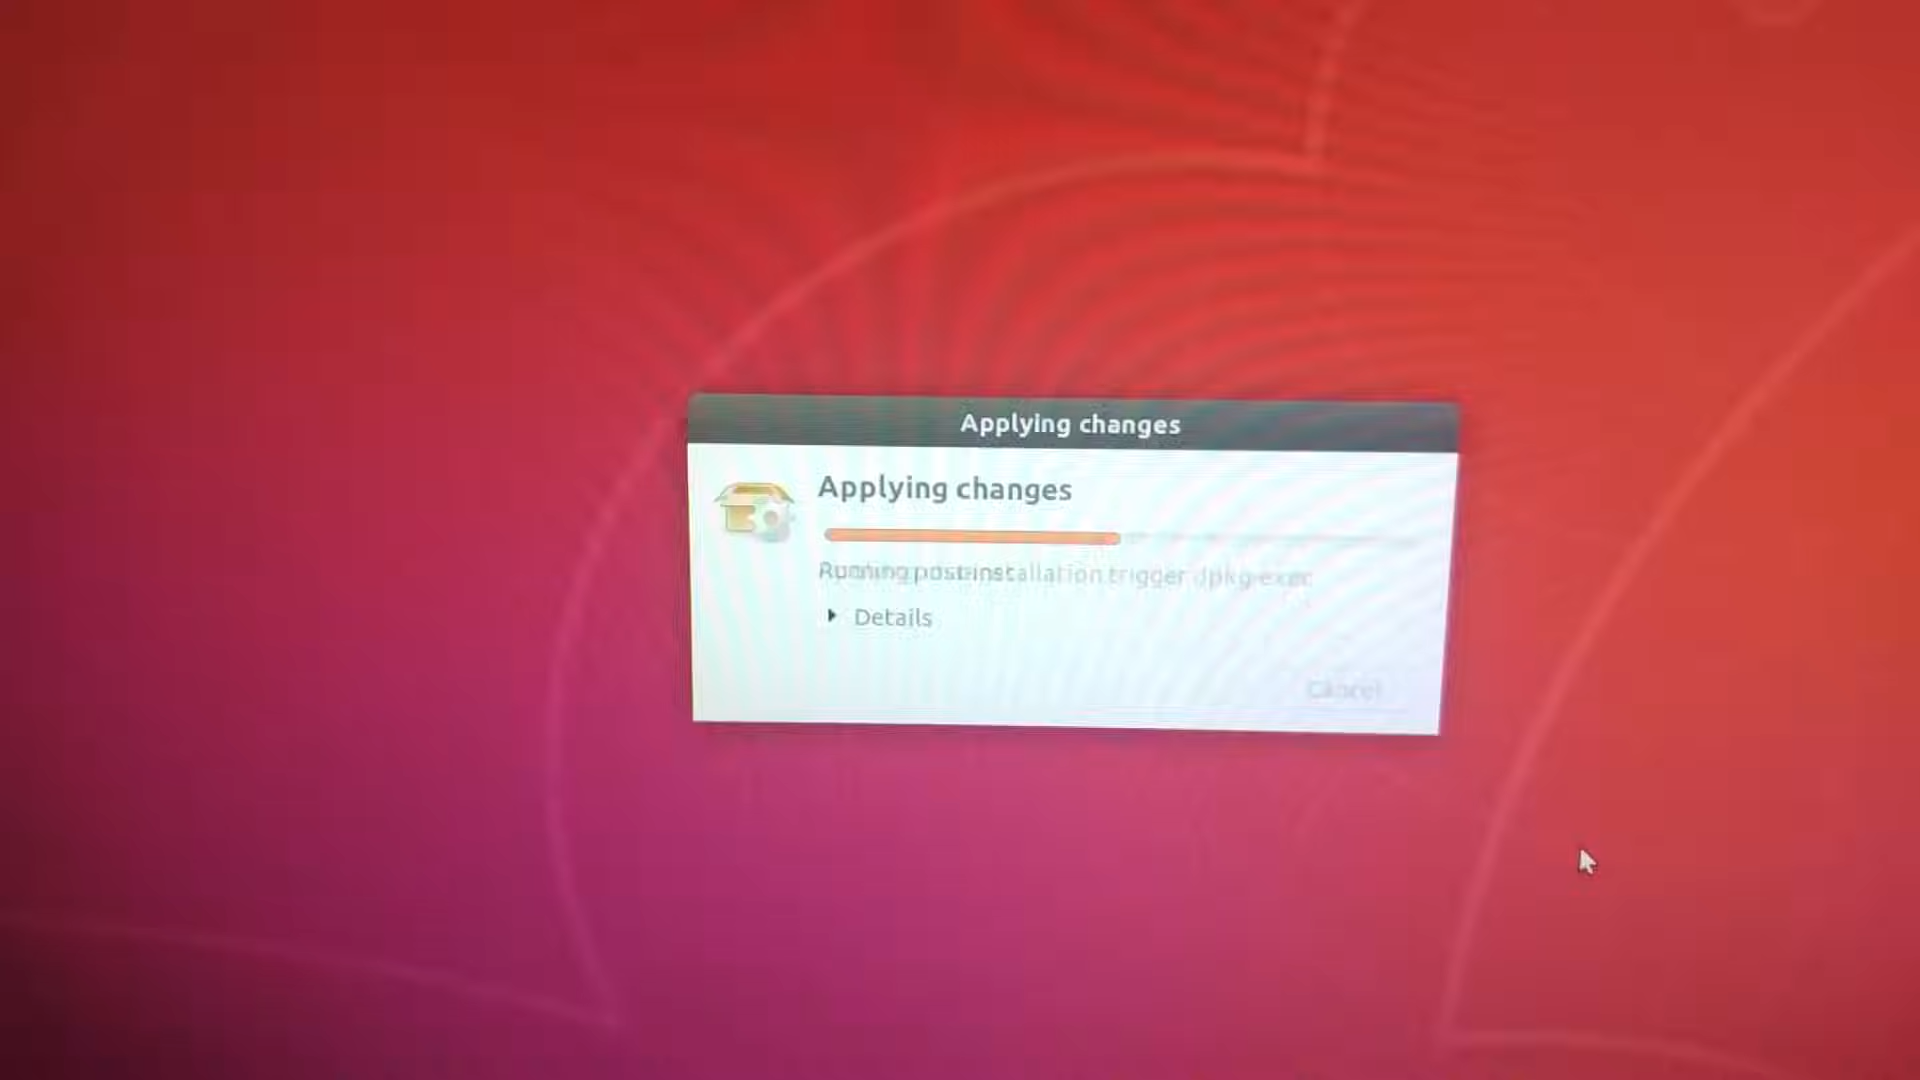 Applying changes
Applying changes
Running post-installation trigger dpkg-exec
Details
Cancel